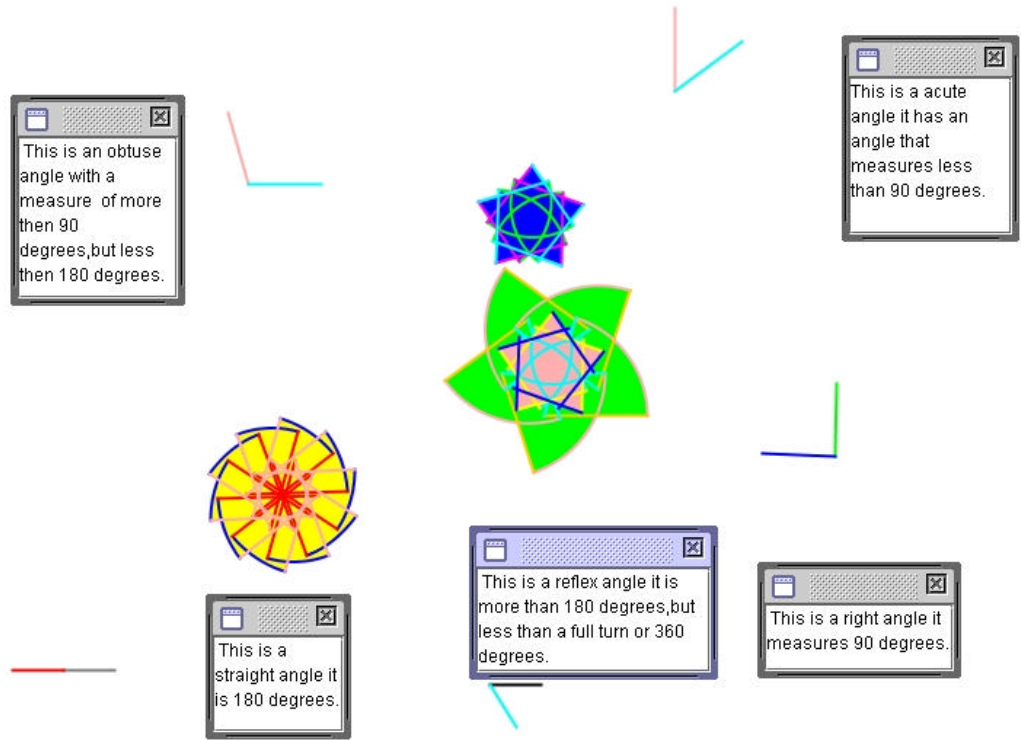 This is an obtuse
angle with a
measure of more
then 90
degrees,but less
then 180 degrees.
This is a acute
angle it has an
angle that
measures less
than 90 degrees.
This is a
straight angle it
is 180 degrees.
This is a reflex angle it is
more than 180 degrees,but
less than a full turn or 360
degrees.
This is a right angle it
measures 90 degrees.